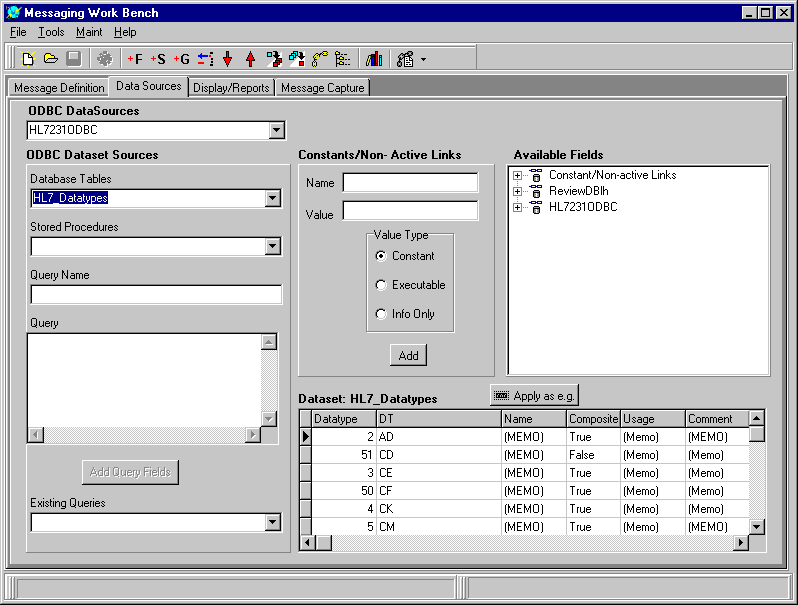 Messaging Work Bench
File Tools Maint Help
+F +S +G
Message Definition Data Sources Display/Reports Message Capture
ODBC DataSources
HL7231ODBC
ODBC Dataset Sources
Database Tables
HL7_Datatypes
Stored Procedures
Query Name
Query
Add Query Fields
Existing Queries
Constants/Non- Active Links
Name
Value
Value Type
Constant
Executable
Info Only
Add
Available Fields
Constant/Non-active Links
ReviewDBIh
HL7231ODBC
Dataset: HL7_Datatypes
Apply as e.g.
Datatype DT Name Composite Usage Comment
2 AD (MEMO) True (Memo) (MEMO)
51 CD (MEMO) False (Memo) (Memo)
3 CE (MEMO) True (Memo) (Memo)
50 CF (MEMO) True (Memo) (Memo)
4 CK (MEMO) True (Memo) (Memo)
5 CM (MEMO) True (Memo) (MEMO)